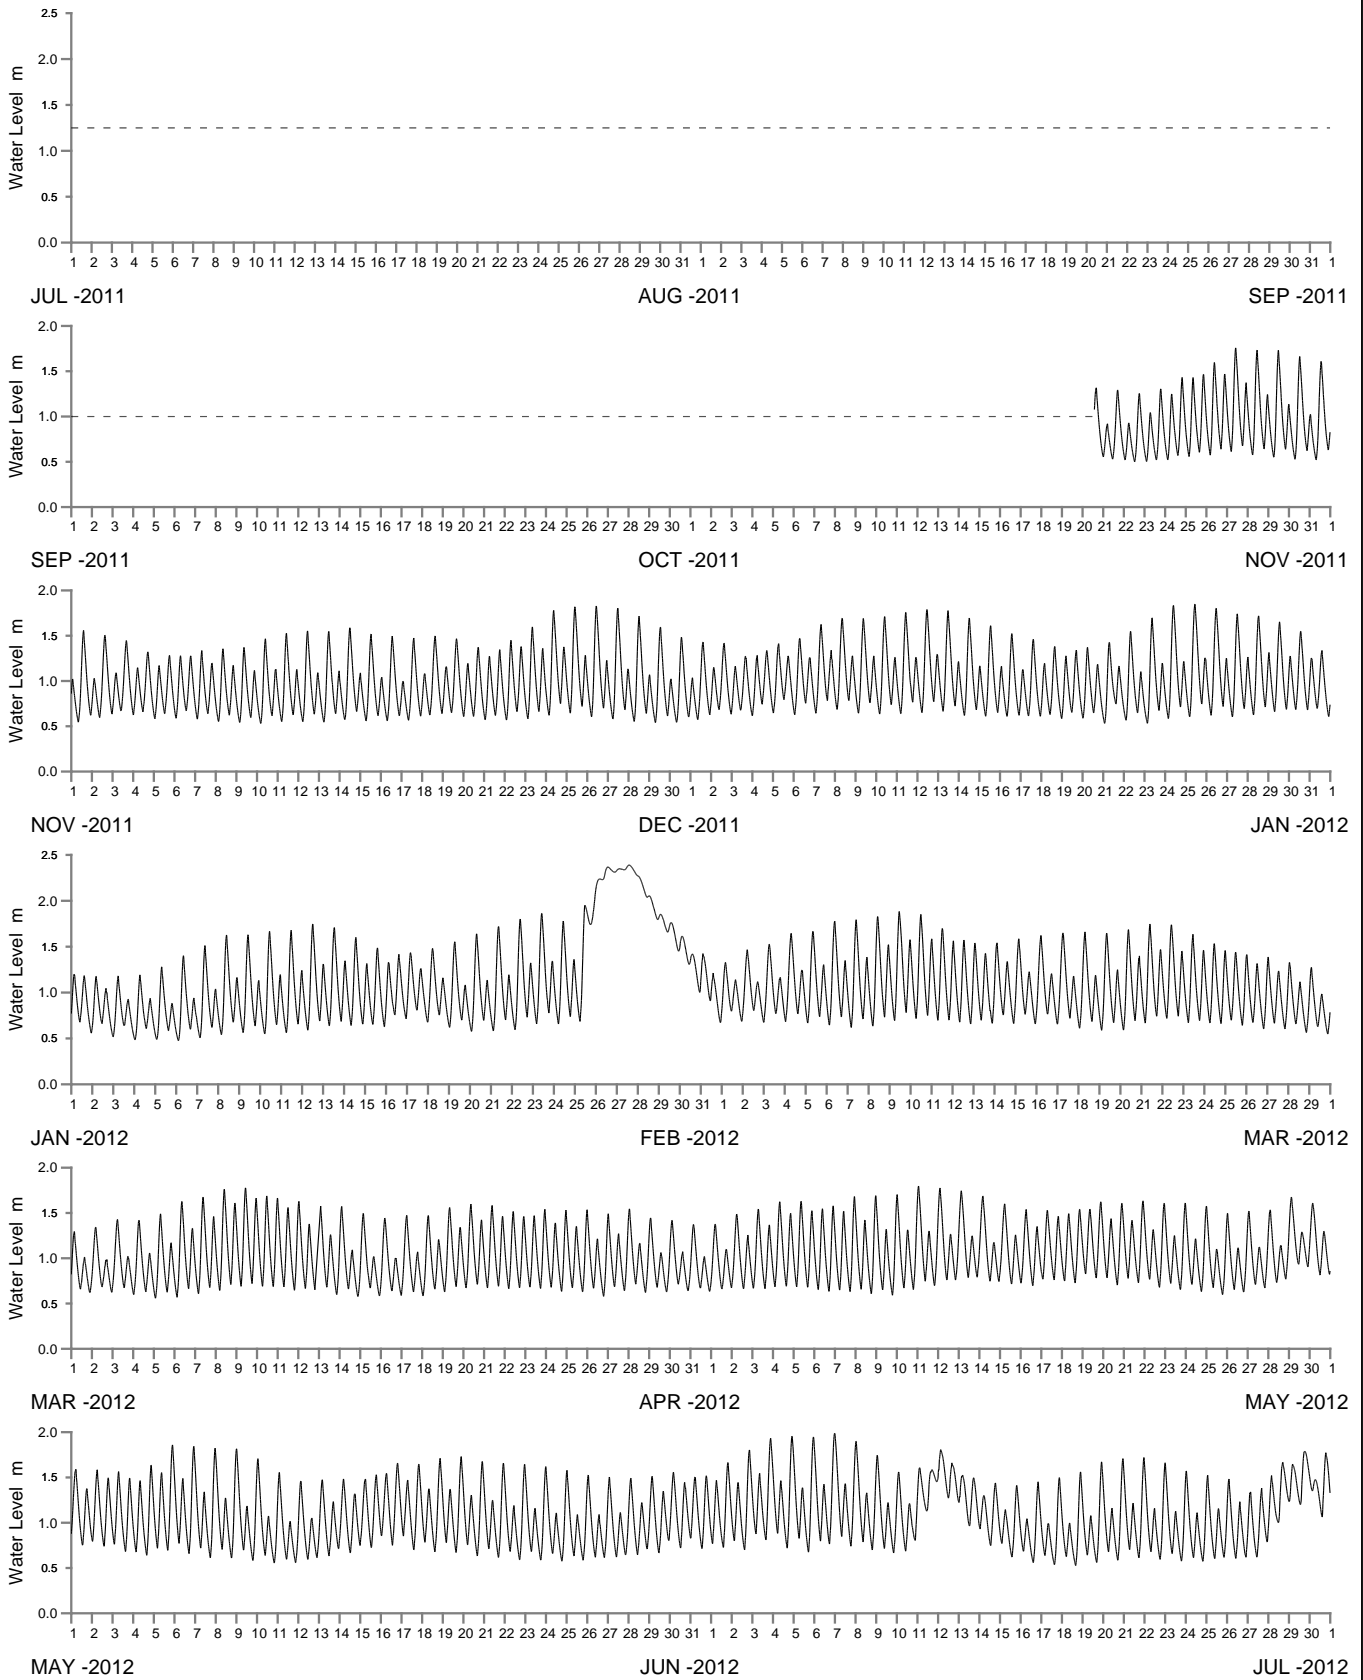 2.5
2.0
1.5
1.0
0.5
0.0
Water Level m
1 2 3 4 5 6 7 8 9 10 11 12 13 14 15 16 17 18 19 20 21 22 23 24 25 26 27 28 29 30 31 1 2 3 4 5 6 7 8 9 10 11 12 13 14 15 16 17 18 19 20 21 22 23 24 25 26 27 28 29 30 31 1
JUL -2011 AUG -2011 SEP -2011
2.0
1.5
1.0
0.5
0.0
Water Level m
1 2 3 4 5 6 7 8 9 10 11 12 13 14 15 16 17 18 19 20 21 22 23 24 25 26 27 28 29 30 1 2 3 4 5 6 7 8 9 10 11 12 13 14 15 16 17 18 19 20 21 22 23 24 25 26 27 28 29 30 31 1
SEP -2011 OCT -2011 NOV -2011
2.0
1.5
1.0
0.5
0.0
Water Level m
1 2 3 4 5 6 7 8 9 10 11 12 13 14 15 16 17 18 19 20 21 22 23 24 25 26 27 28 29 30 1 2 3 4 5 6 7 8 9 10 11 12 13 14 15 16 17 18 19 20 21 22 23 24 25 26 27 28 29 30 31 1
NOV -2011 DEC -2011 JAN -2012
2.5
2.0
1.5
1.0
0.5
0.0
Water Level m
1 2 3 4 5 6 7 8 9 10 11 12 13 14 15 16 17 18 19 20 21 22 23 24 25 26 27 28 29 30 31 1 2 3 4 5 6 7 8 9 10 11 12 13 14 15 16 17 18 19 20 21 22 23 24 25 26 27 28 29 1
JAN -2012 FEB -2012 MAR -2012
2.0
1.5
1.0
0.5
0.0
Water Level m
1 2 3 4 5 6 7 8 9 10 11 12 13 14 15 16 17 18 19 20 21 22 23 24 25 26 27 28 29 30 31 1 2 3 4 5 6 7 8 9 10 11 12 13 14 15 16 17 18 19 20 21 22 23 24 25 26 27 28 29 30 1
MAR -2012 APR -2012 MAY -2012
2.0
1.5
1.0
0.5
0.0
Water Level m
1 2 3 4 5 6 7 8 9 10 11 12 13 14 15 16 17 18 19 20 21 22 23 24 25 26 27 28 29 30 31 1 2 3 4 5 6 7 8 9 10 11 12 13 14 15 16 17 18 19 20 21 22 23 24 25 26 27 28 29 30 1
MAY -2012 JUN -2012 JUL -2012